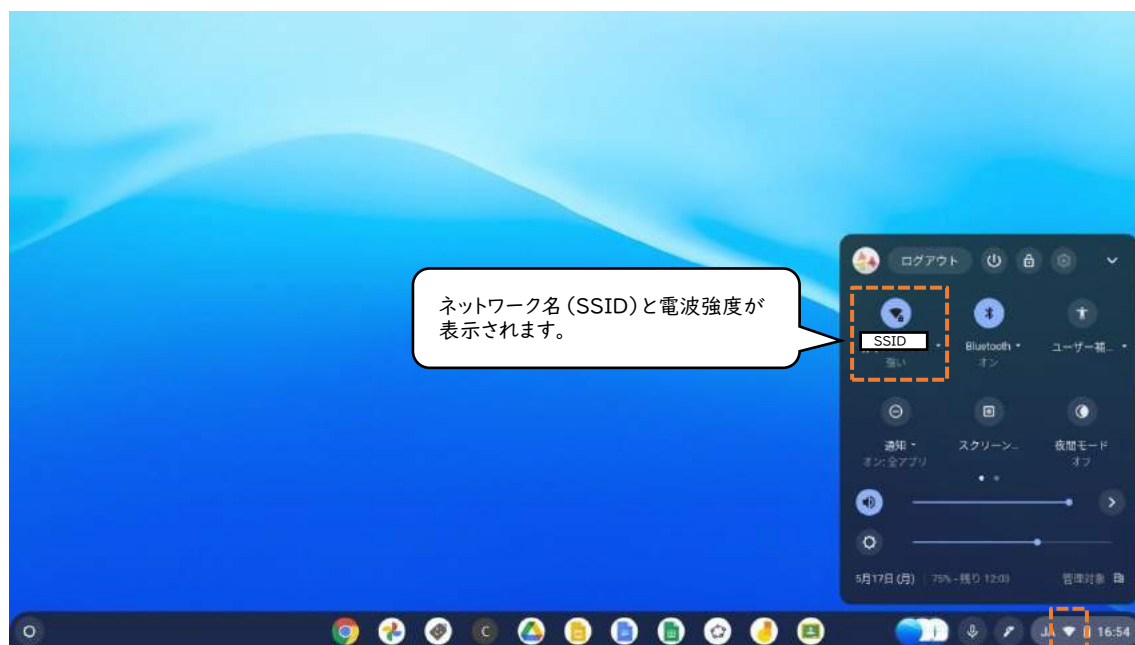 ログアウト
ネットワーク名(SSID)と電波強度が
表示されます。
SSID
強い
Bluetooth
オン
ユーザー補…
通知
オン:全アプリ
スクリーン…
夜間モード
オフ
5月17日(月)
75% - 残り 12:03
管理対象
C
JA
16:54